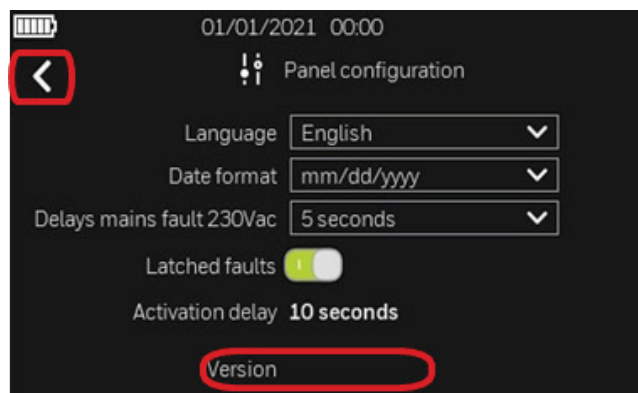 01/01/2021 00:00
Panel configuration
Language English
Date format mm/dd/yyyy
Delays mains fault 230Vac 5 seconds
Latched faults
Activation delay 10 seconds
Version